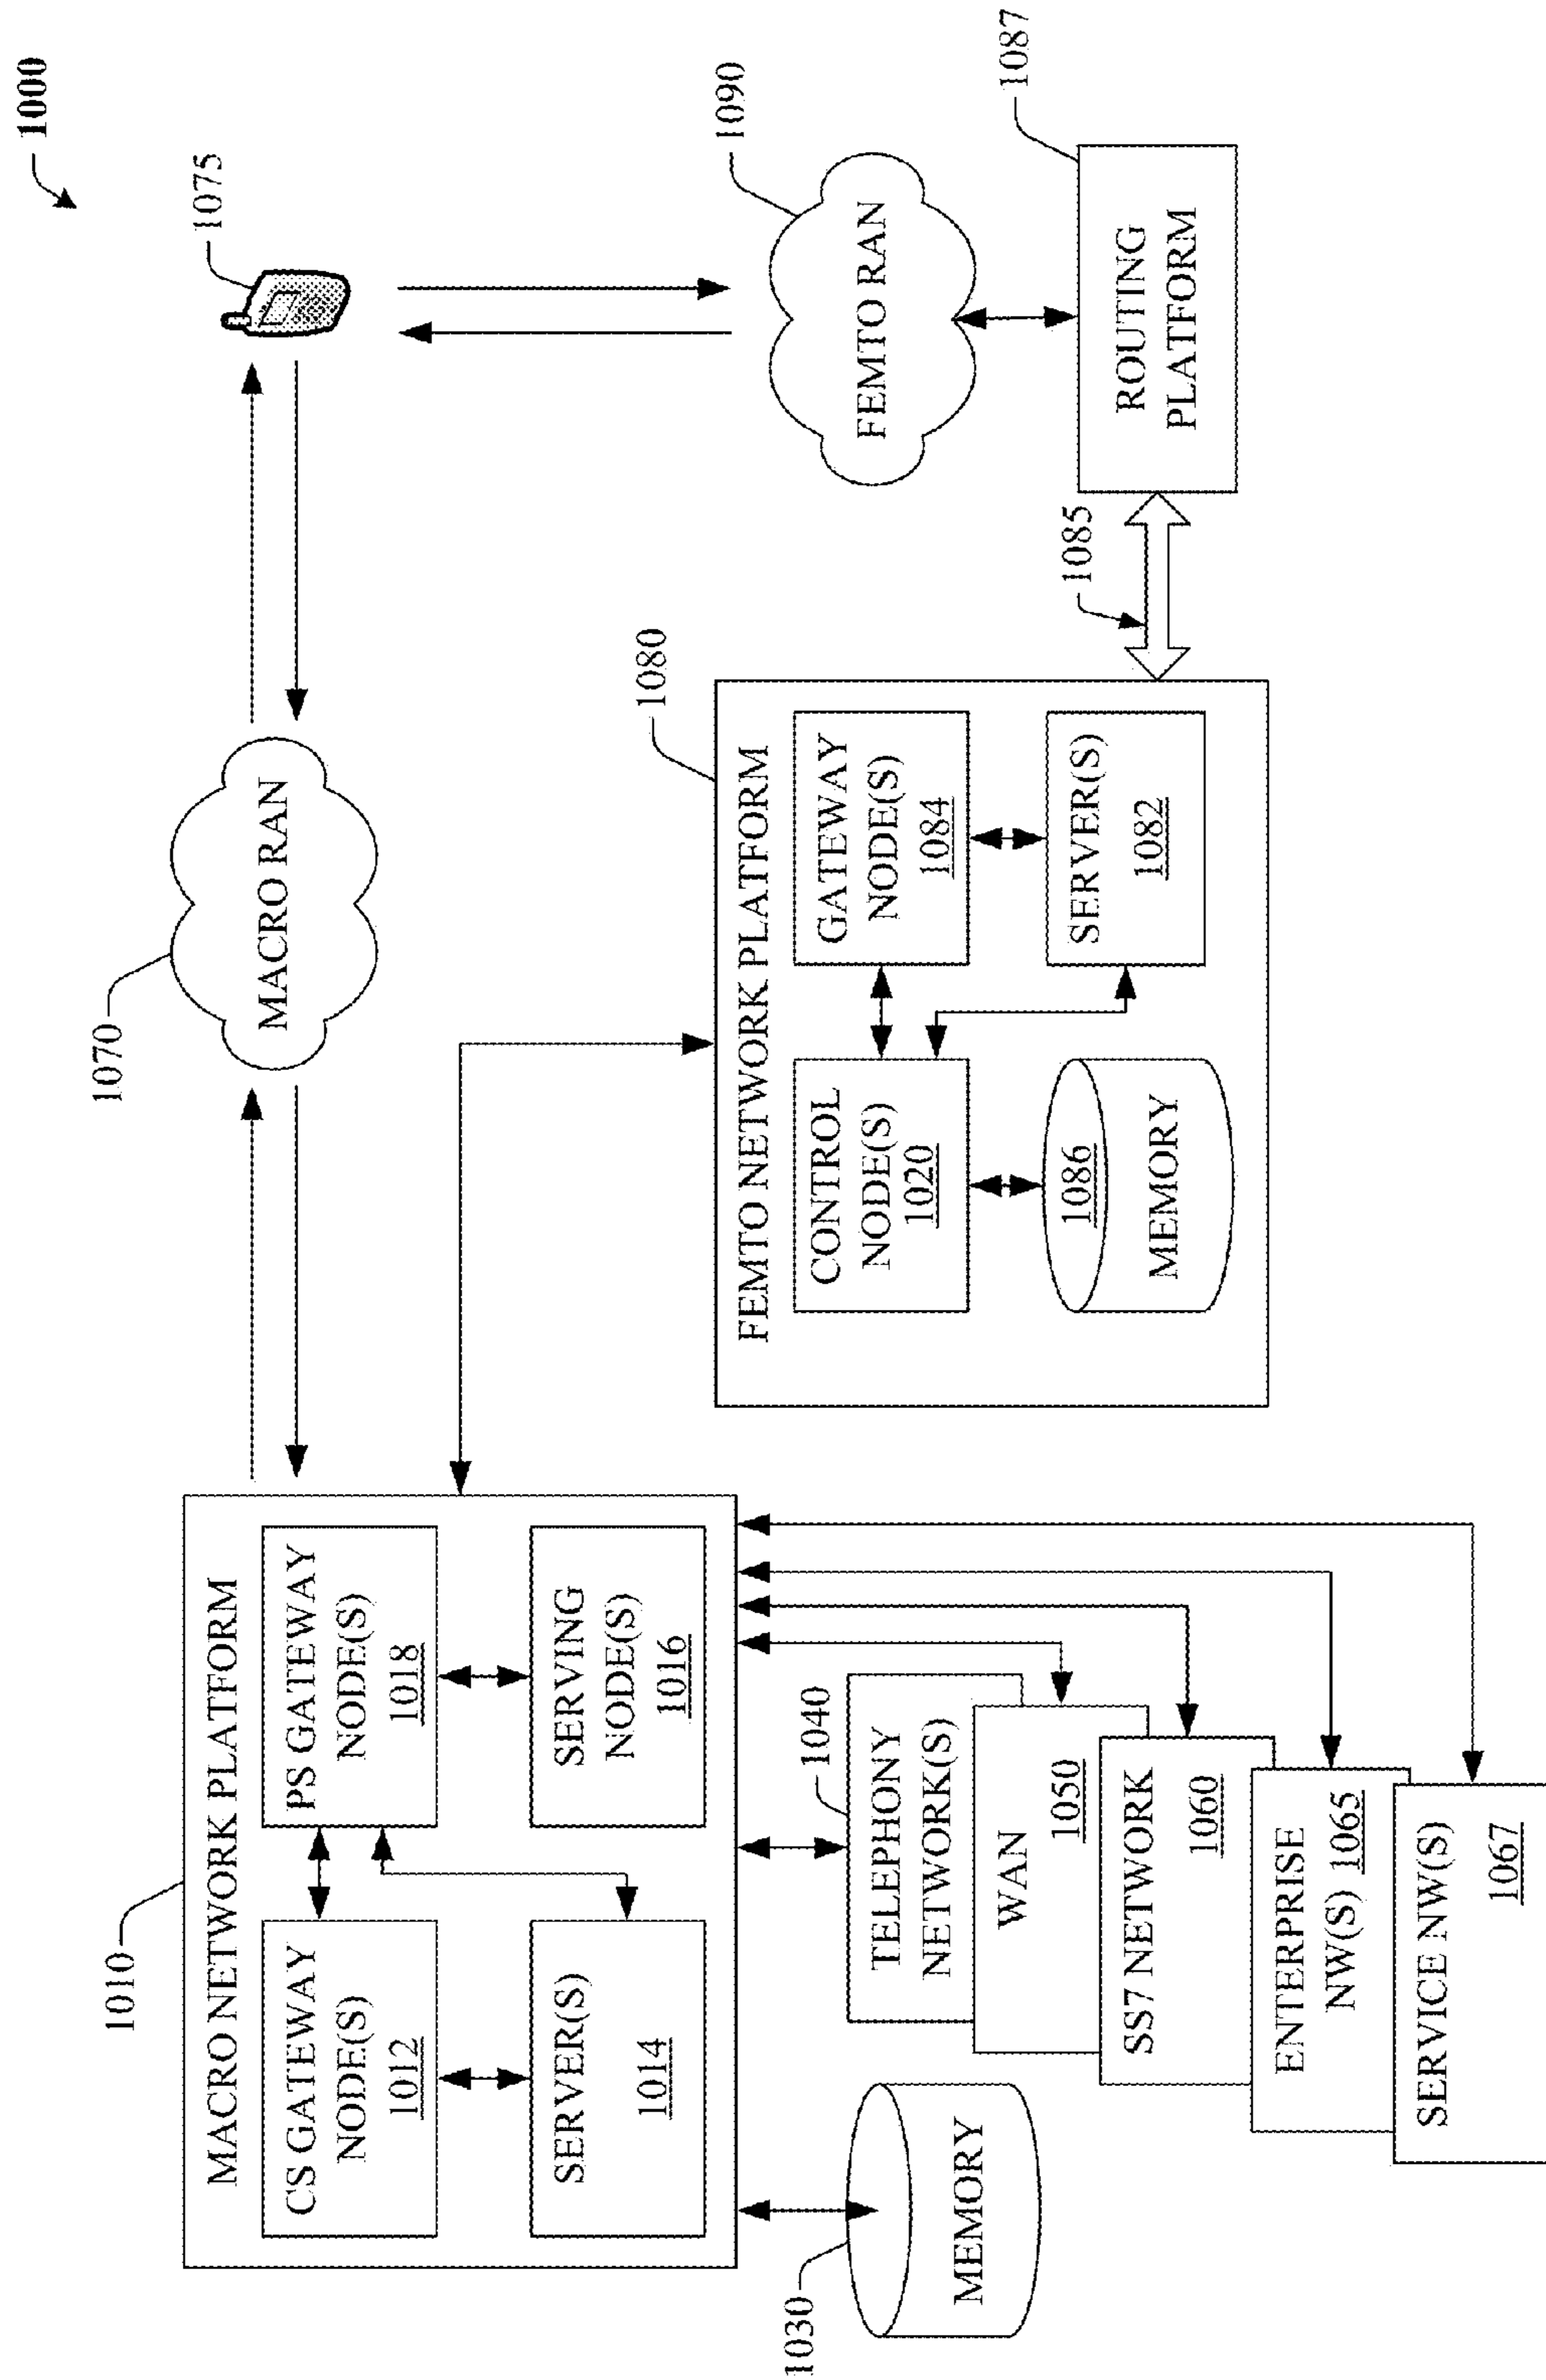 1000
1075
1070
MACRO RAN
1010
MACRO NETWORK PLATFORM
CS GATEWAY
NODE(S)
1012
PS GATEWAY
NODE(S)
1018
SERVER(S)
1014
SERVING
NODE(S)
1016
1030
MEMORY
1040
TELEPHONY
NETWORK(S)
WAN
1050
SS7 NETWORK
1060
ENTERPRISE
NW(S) 1065
SERVICE NW(S)
1067
1080
FEMTO NETWORK PLATFORM
CONTROL
NODE(S)
1020
GATEWAY
NODE(S)
1084
1086
MEMORY
SERVER(S)
1082
1085
1090
FEMTO RAN
1087
ROUTING
PLATFORM